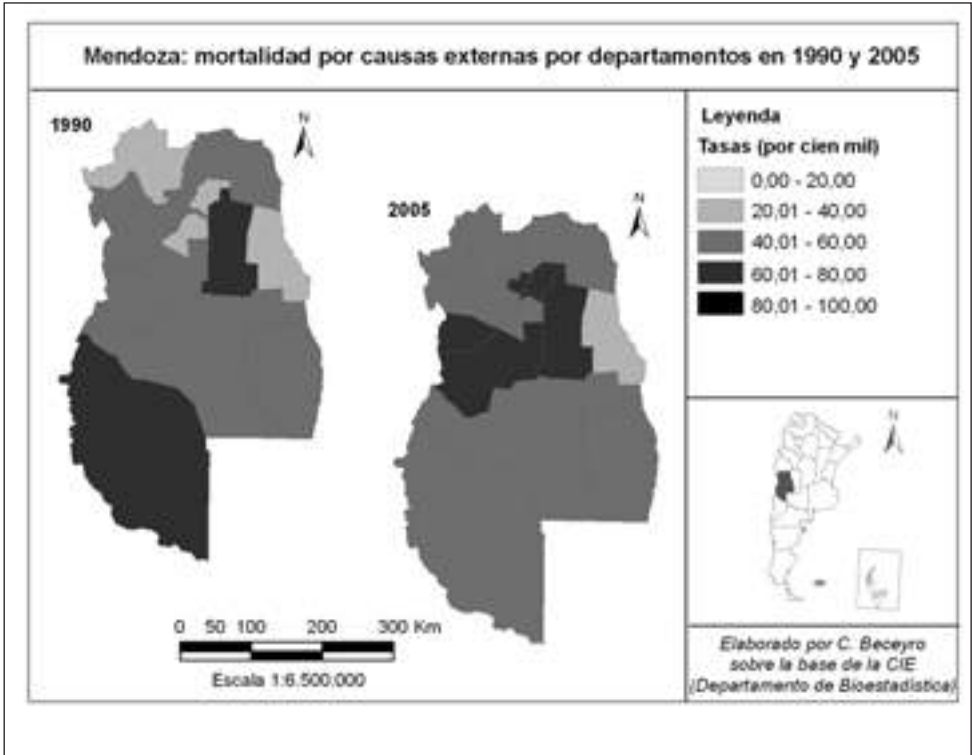 Mendoza: mortalidad por causas externas por departamentos en 1990 y 2005
1990
N
2005
N
0 50 100 200 300 Km
Escala 1:6.500.000
Leyenda
Tasas (por cien mil)
0,00 - 20,00
20,01 - 40,00
40,01 - 60,00
60,01 - 80,00
80,01 - 100,00
N
Elaborado por C. Beceyro
sobre la base de la CIE
(Departamento de Bioestadística)